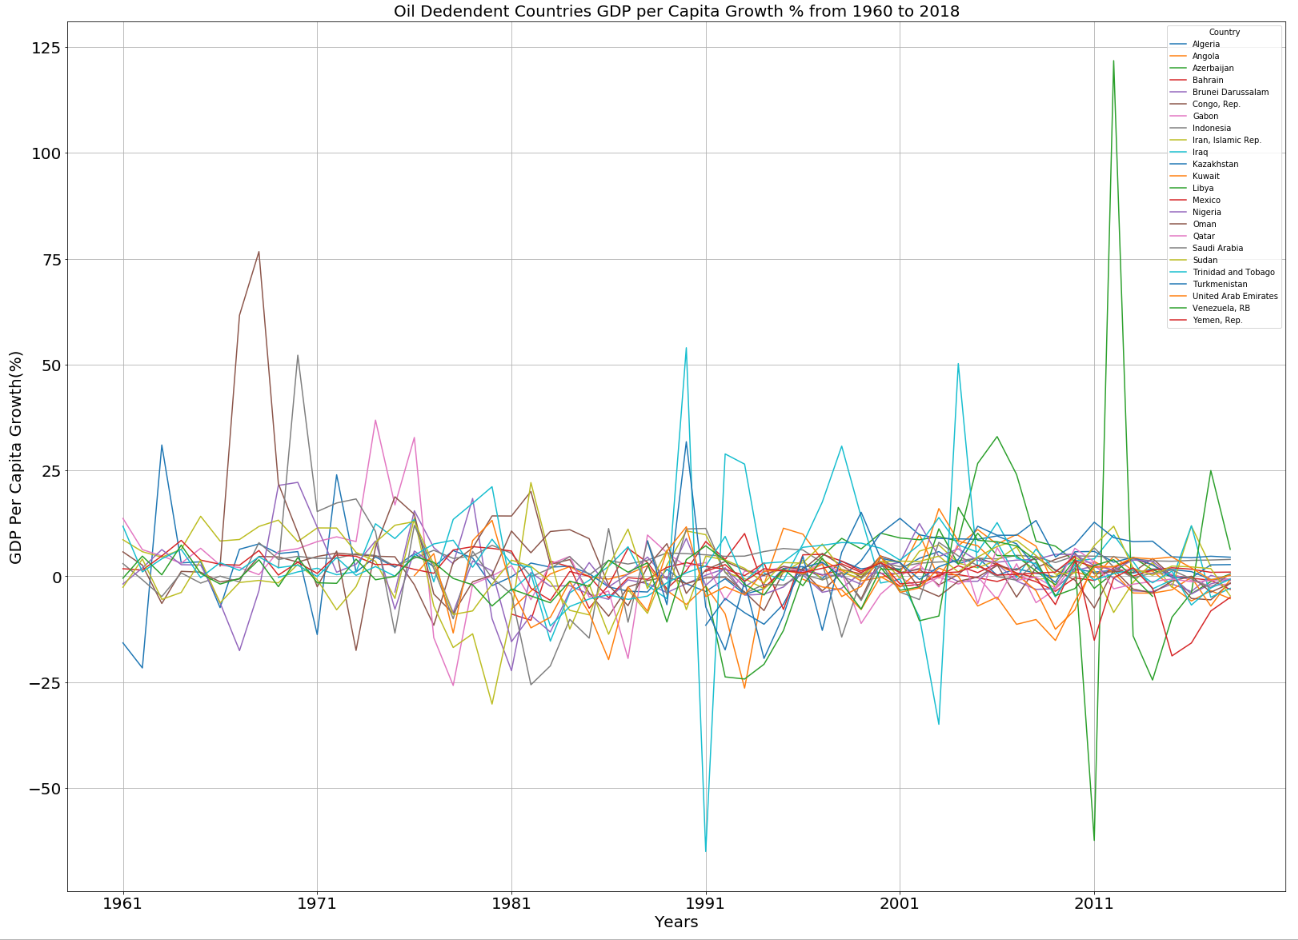 Oil Dedendent Countries GDP per Capita Growth % from 1960 to 2018
GDP Per Capita Growth(%)
125
100
75
50
25
0
−25
−50
1961
1971
1981
1991
2001
2011
Years
Country
Algeria
Angola
Azerbaijan
Bahrain
Brunei Darussalam
Congo, Rep.
Gabon
Indonesia
Iran, Islamic Rep.
Iraq
Kazakhstan
Kuwait
Libya
Mexico
Nigeria
Oman
Qatar
Saudi Arabia
Sudan
Trinidad and Tobago
Turkmenistan
United Arab Emirates
Venezuela, RB
Yemen, Rep.